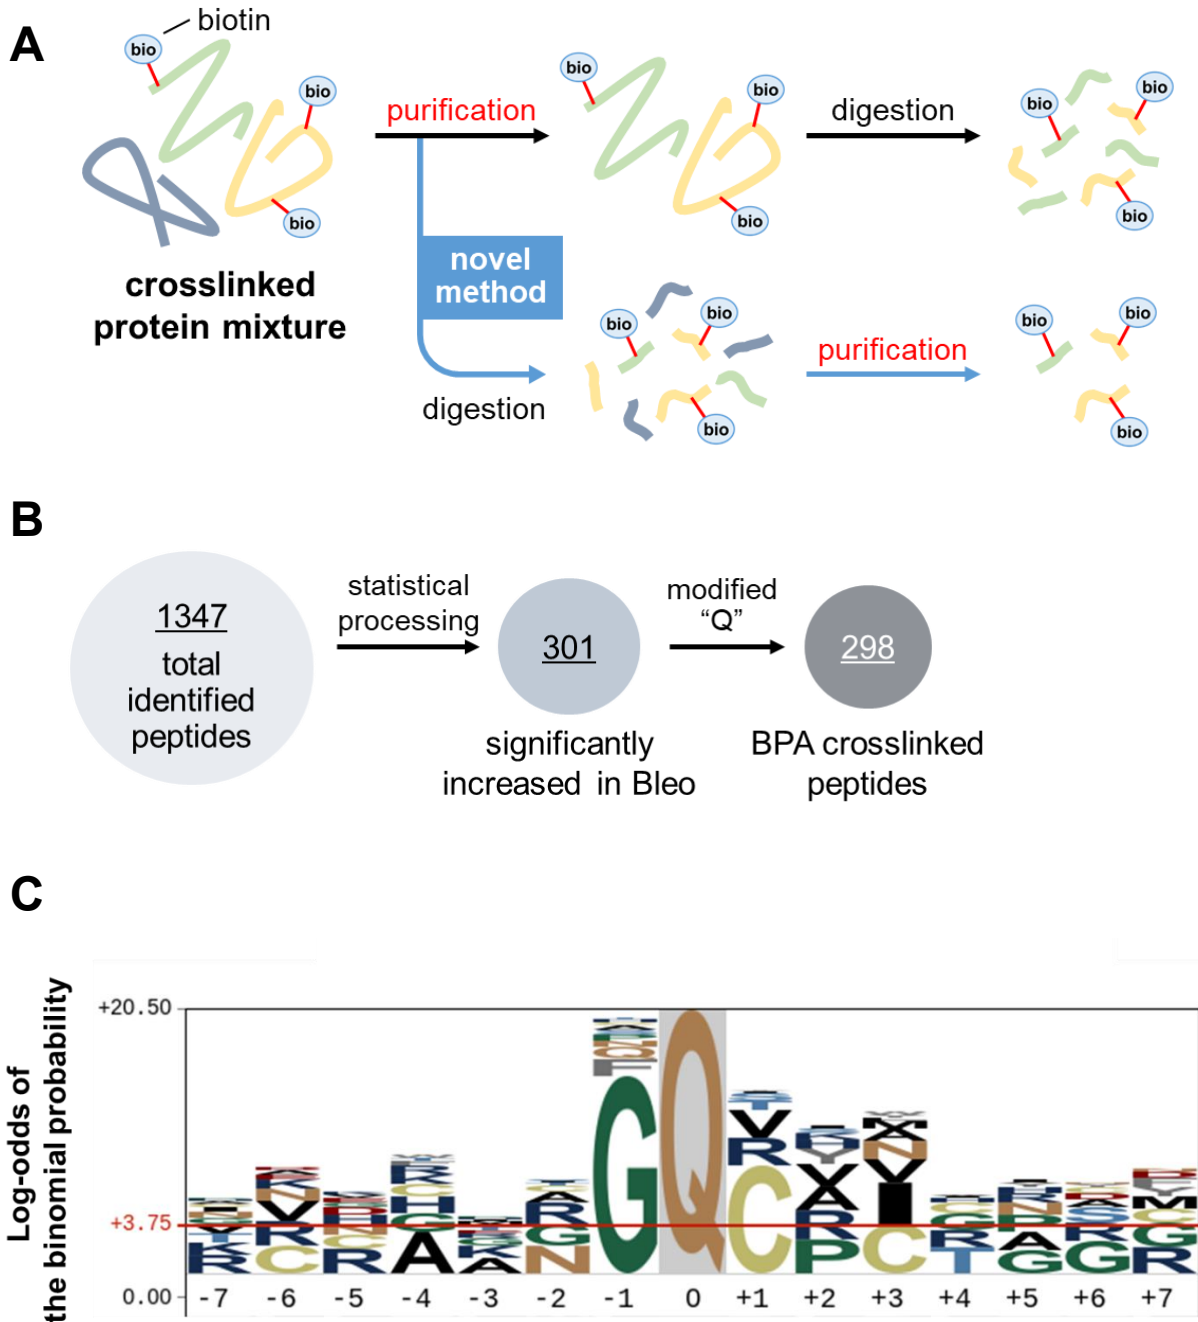 A
biotin
bio
bio
bio
purification
bio
bio
bio
digestion
bio
bio
bio
crosslinked
protein mixture
novel
method
digestion
bio
bio
bio
purification
bio
bio
bio
B
1347
total
identified
peptides
statistical
processing
301
significantly
increased in Bleo
modified
“Q”
298
BPA crosslinked
peptides
C
Log-odds of
the binomial probability
+20.50
+3.75
0.00
G Q C
V
R
X
A
R
P
V
I
C
K
R
N
V
R
C
C
R
R
C
H
G
A
K
A
A
R
G
N
R
T
A
G
S
R
G
M
C
G
R
-7 -6 -5 -4 -3 -2 -1 0 +1 +2 +3 +4 +5 +6 +7